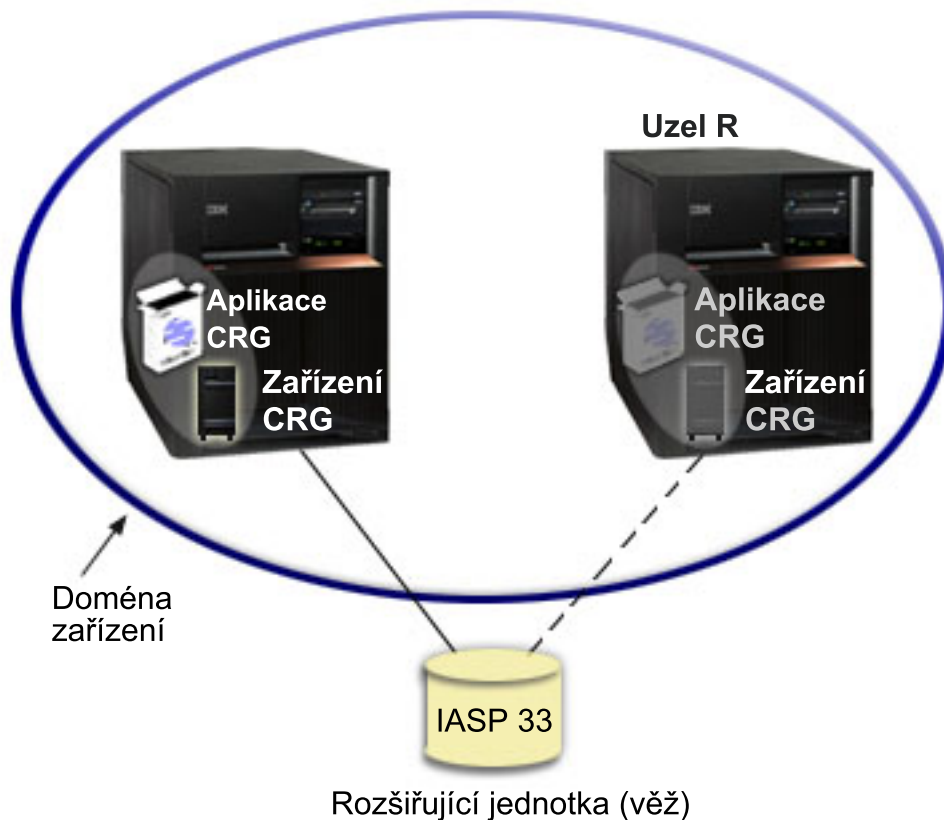 Uzel R
IBM
IBM
Aplikace
CRG
Zařízení
CRG
Aplikace
CRG
Zařízení
CRG
Doména
zařízení
IASP 33
Rozšiřující jednotka (věž)